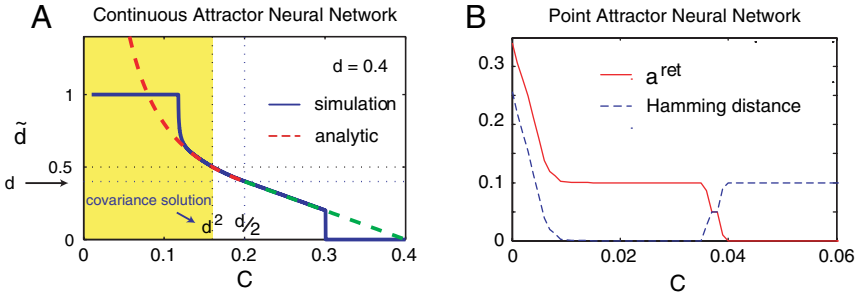 A
Continuous Attractor Neural Network
d = 0.4
simulation
analytic
1
d̃
0.5
d
covariance solution
d²
d/2
0
0 0.1 0.2 0.3 0.4
C
B
Point Attractor Neural Network
0.3
a^ret
Hamming distance
0.2
0.1
0
0 0.02 0.04 0.06
C